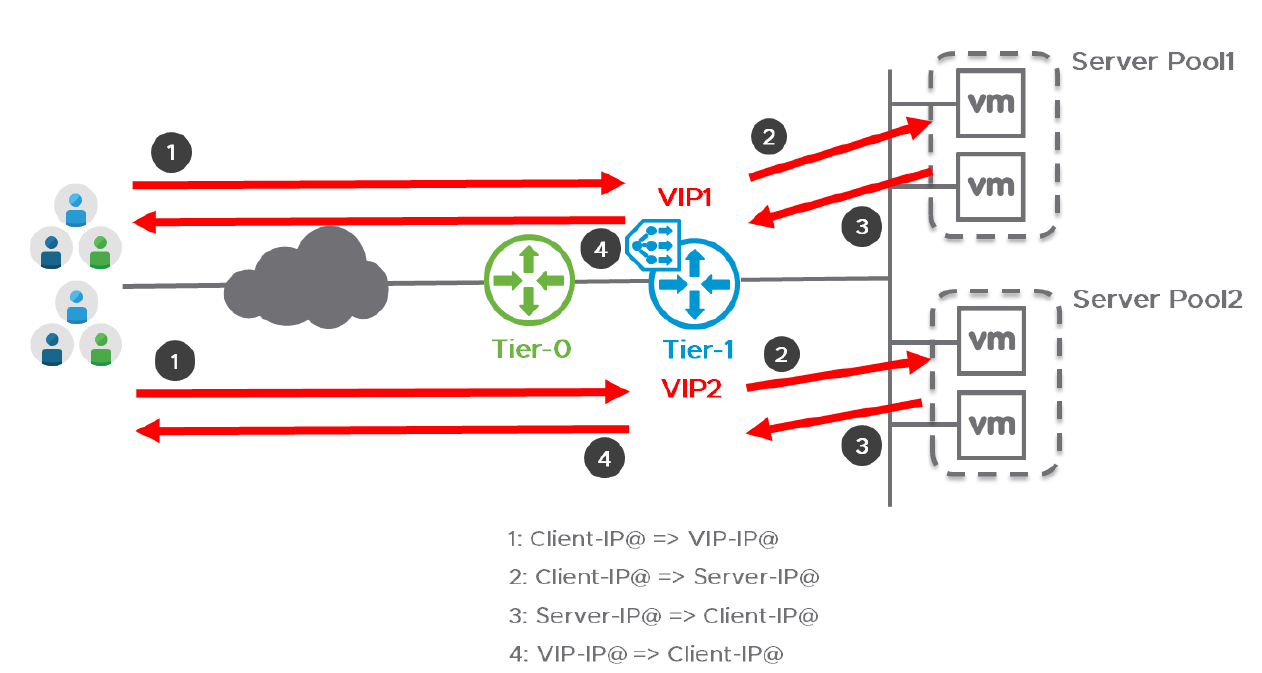 Server Pool1
vm
1
2
VIP1
vm
3
4
Tier-0
Tier-1
Server Pool2
vm
1
2
VIP2
vm
3
4
1: Client-IP@ => VIP-IP@
2: Client-IP@ => Server-IP@
3: Server-IP@ => Client-IP@
4: VIP-IP@ => Client-IP@